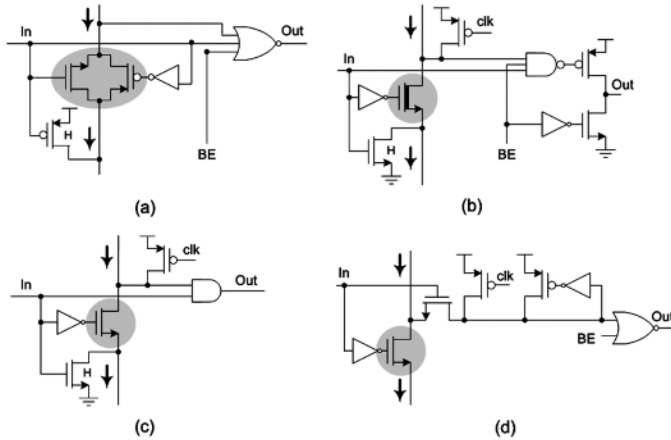 In
H
BE
Out
(a)
In
clk
H
BE
Out
(b)
In
clk
Out
H
(c)
In
clk
BE
Out
(d)